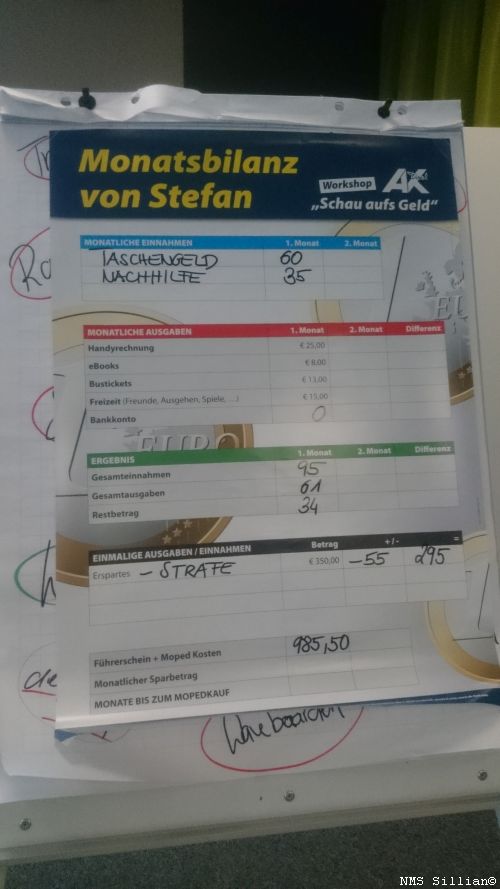 Monatsbilanz
von Stefan
Workshop AK
„Schau aufs Geld"
MONATLICHE EINNAHMEN 1. Monat 2. Monat
TASCHENGELD 60
NACHHILFE 35
MONATLICHE AUSGABEN 1. Monat 2. Monat Differenz
Handyrechnung € 25,00
eBooks € 8,00
Bustickets € 13,00
Freizeit (Freunde, Ausgehen, Spiele, ...) € 15,00
Bankkonto 0
EURO
ERGEBNIS 1. Monat 2. Monat Differenz
Gesamteinnahmen 95
Gesamtausgaben 61
Restbetrag 34
EINMALIGE AUSGABEN / EINNAHMEN Betrag + / - =
Erspartes - STRAFE € 350,00 -55 295
Führerschein + Moped Kosten 985,50
Monatlicher Sparbetrag
MONATE BIS ZUM MOPEDKAUF
NMS Sillian©